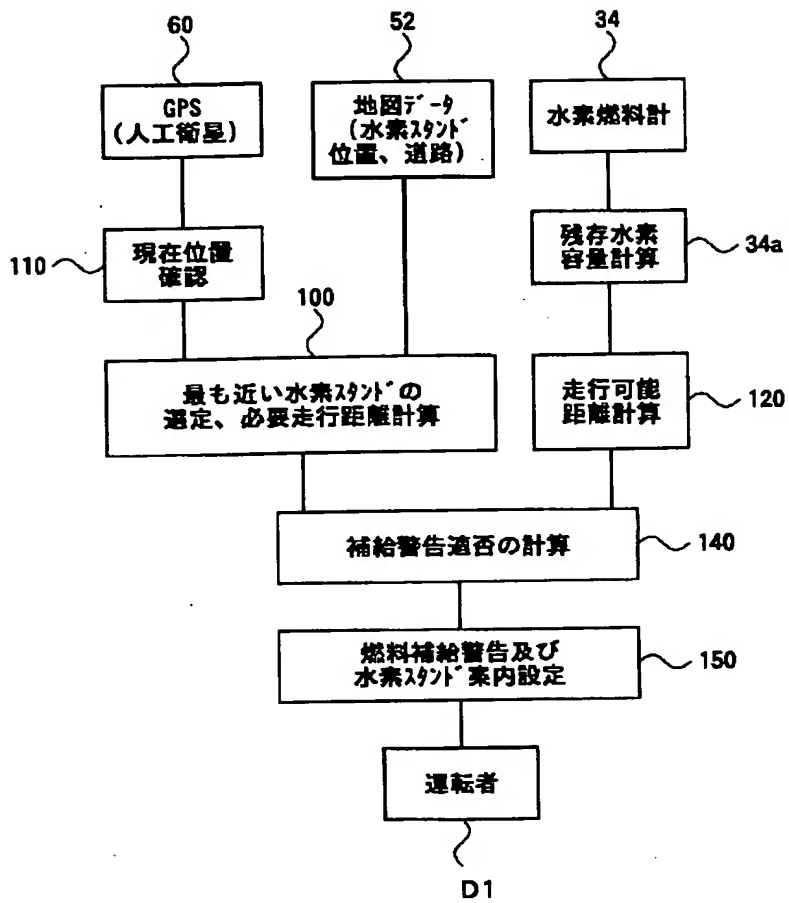 60
52
34
GPS
(人工衛星)
地図ﾃﾞｰﾀ
(水素ｽﾀﾝﾄﾞ
位置、道路)
水素燃料計
110
現在位置
確認
残存水素
容量計算
34a
100
最も近い水素ｽﾀﾝﾄﾞの
選定、必要走行距離計算
走行可能
距離計算
120
補給警告適否の計算
140
燃料補給警告及び
水素ｽﾀﾝﾄﾞ案内設定
150
運転者
D1